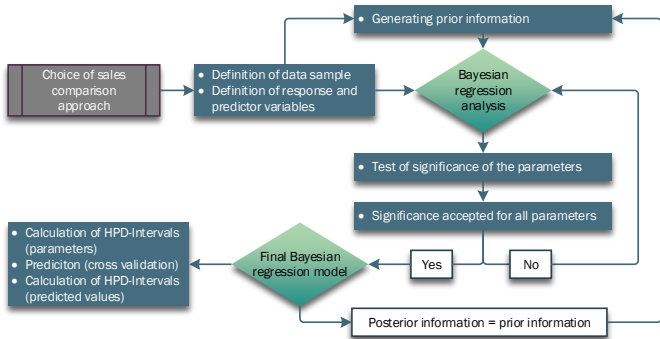 • Generating prior information
Choice of sales
comparison
approach
• Definition of data sample
• Definition of response and
predictor variables
Bayesian
regression
analysis
• Test of significance of the parameters
• Significance accepted for all parameters
Yes
No
Final Bayesian
regression model
• Calculation of HPD-Intervals
(parameters)
• Prediciton (cross validation)
• Calculation of HPD-Intervals
(predicted values)
Posterior information = prior information